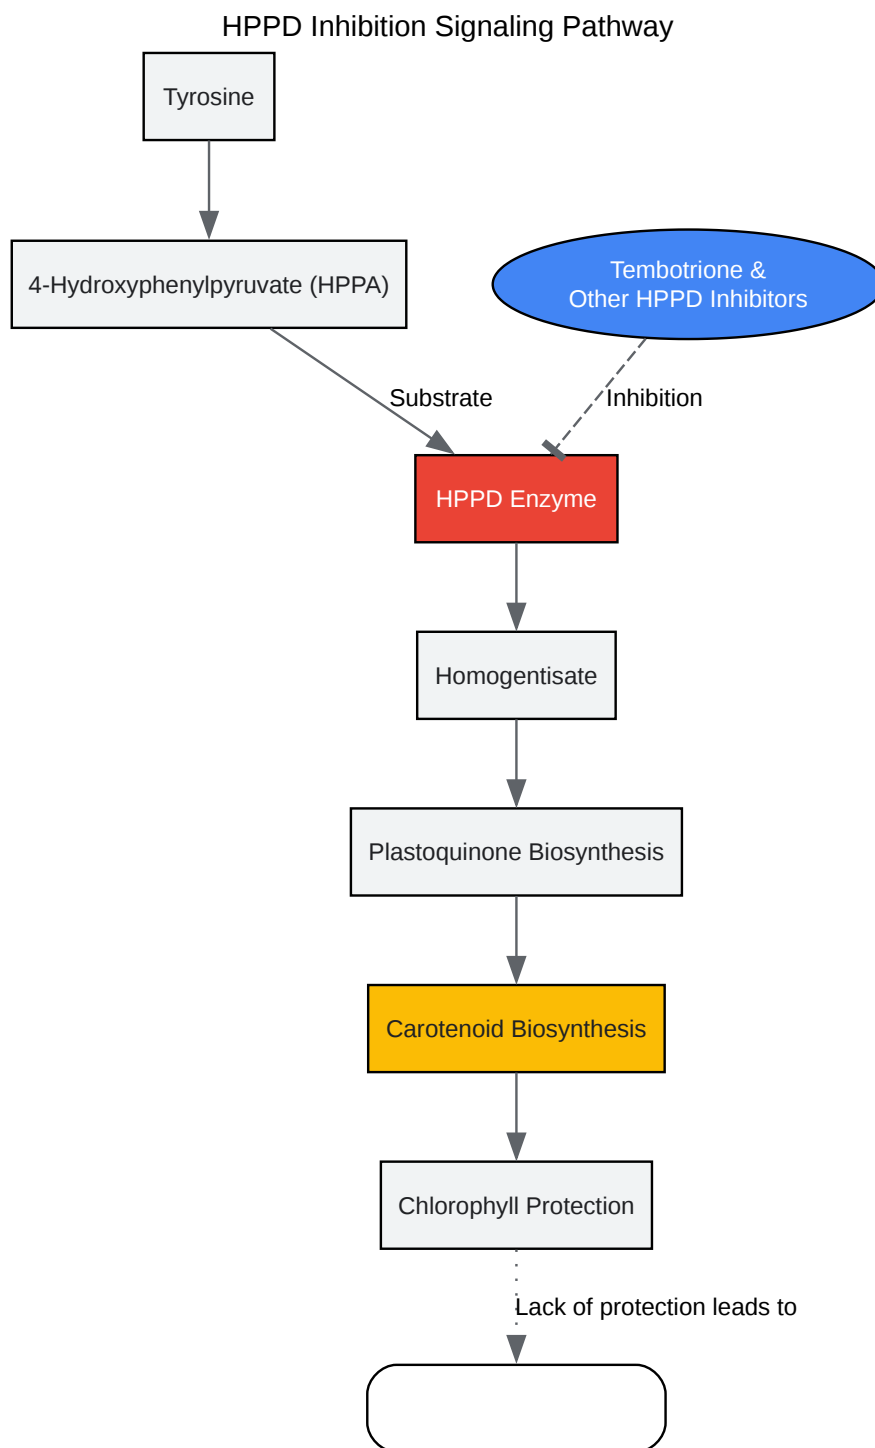 HPPD Inhibition Signaling Pathway
Tyrosine
4-Hydroxyphenylpyruvate (HPPA)
Tembotrione &
Other HPPD Inhibitors
Substrate
Inhibition
HPPD Enzyme
Homogentisate
Plastoquinone Biosynthesis
Carotenoid Biosynthesis
Chlorophyll Protection
Lack of protection leads to